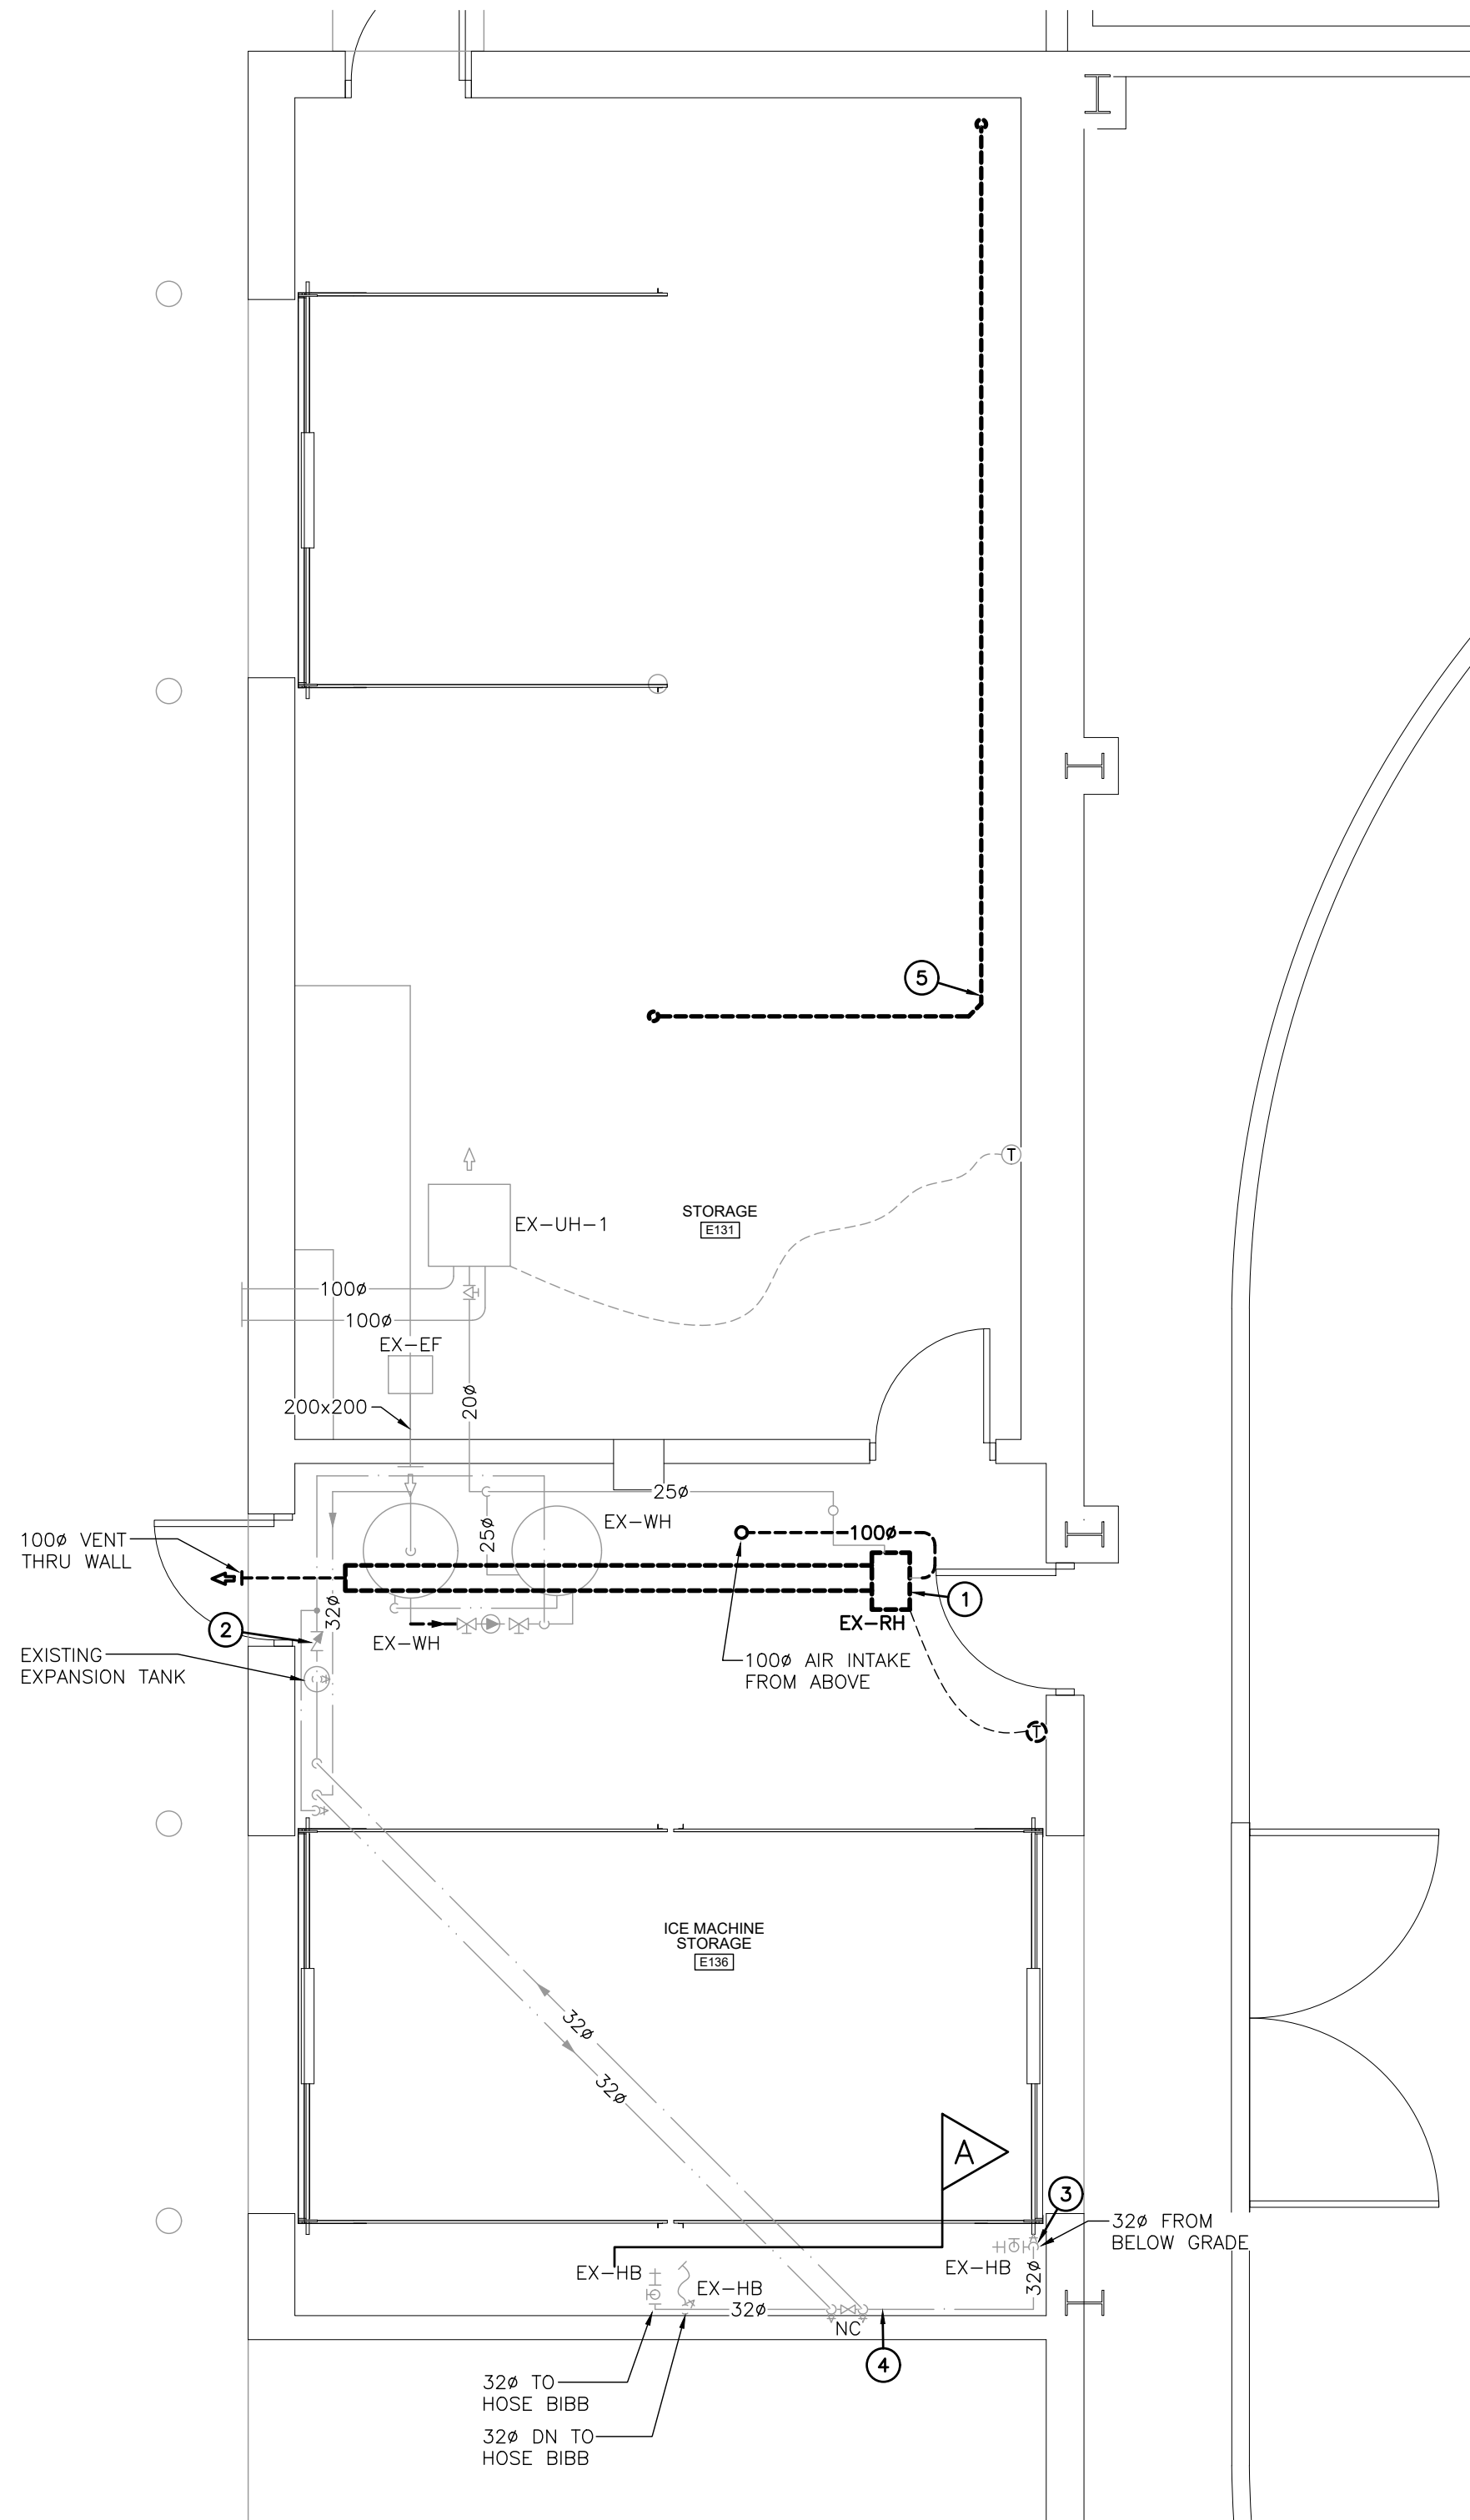 5
T
STORAGE
E131
EX-UH-1
100ø
100ø
EX-EF
20ø
200x200
25ø
EX-WH
25ø
100ø VENT
THRU WALL
100ø
1
2
32ø
EX-RH
EX-WH
EXISTING
EXPANSION TANK
100ø AIR INTAKE
FROM ABOVE
T
ICE MACHINE
STORAGE
E136
32ø
32ø
A
3
32ø FROM
BELOW GRADE
EX-HB
EX-HB
EX-HB
32ø
32ø
NC
4
32ø TO
HOSE BIBB
32ø DN TO
HOSE BIBB